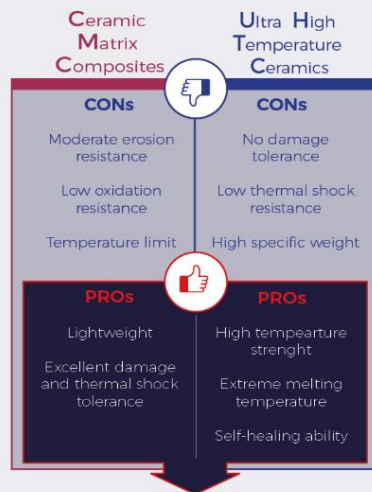 Ceramic
Matrix
Composites
Ultra High
Temperature
Ceramics
CONs
Moderate erosion
resistance
Low oxidation
resistance
Temperature limit
CONs
No damage
tolerance
Low thermal shock
resistance
High specific weight
PROs
Lightweight
Excellent damage
and thermal shock
tolerance
PROs
High tempearture
strenght
Extreme melting
temperature
Self-healing ability